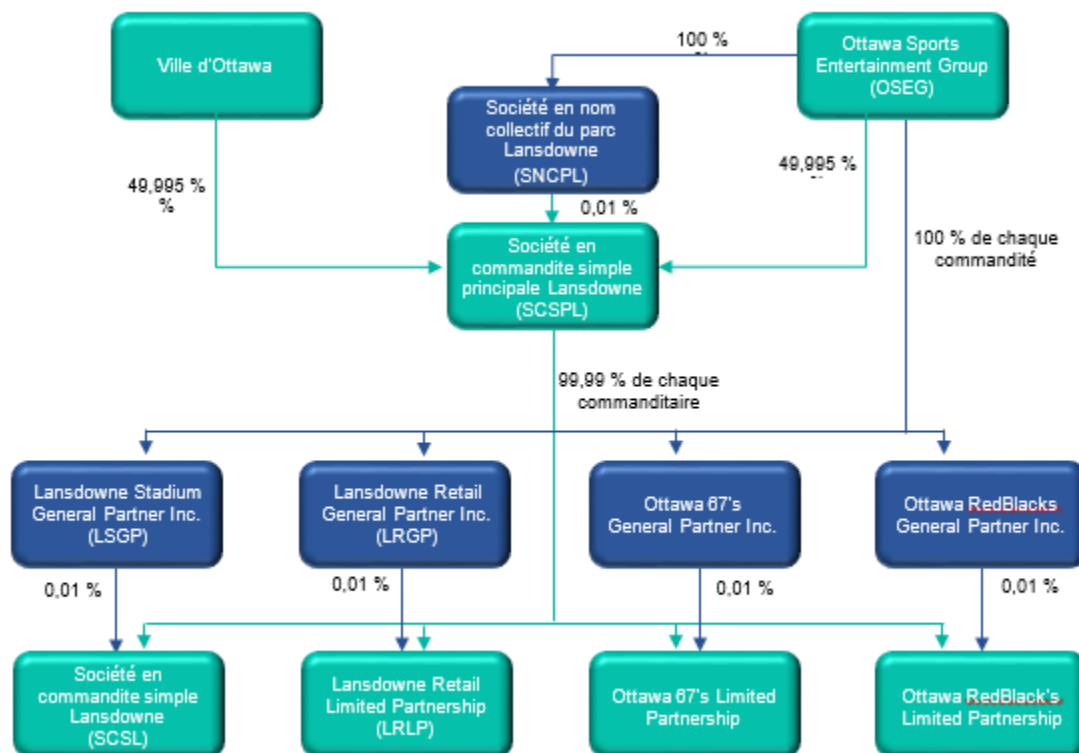 Ville d'Ottawa
100 %
Ottawa Sports
Entertainment Group
(OSEG)
Société en nom
collectif du parc
Lansdowne
(SNCPL)
49,995 %
%
49,995 %
0,01 %
100 % de chaque
commandité
Société en
commandite simple
principale Lansdowne
(SCSPL)
99,99 % de chaque
commanditaire
Lansdowne Stadium
General Partner Inc.
(LSGP)
Lansdowne Retail
General Partner Inc.
(LRGP)
Ottawa 67's
General Partner Inc.
Ottawa RedBlacks
General Partner Inc.
0,01 %
0,01 %
0,01 %
0,01 %
Société en
commandite simple
Lansdowne
(SCSL)
Lansdowne Retail
Limited Partnership
(LRLP)
Ottawa 67's Limited
Partnership
Ottawa RedBlack's
Limited Partnership